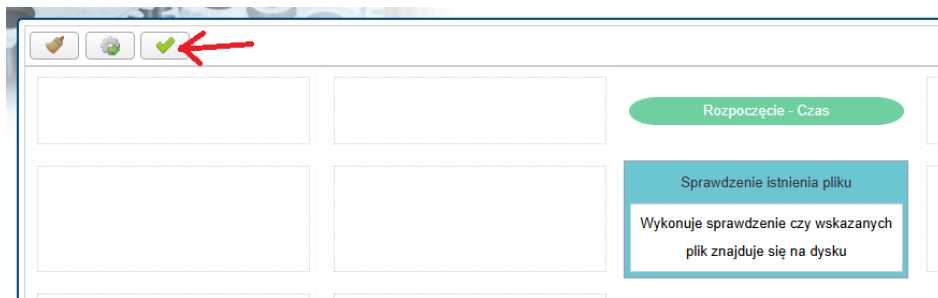 Rozpoczęcie - Czas
Sprawdzenie istnienia pliku
Wykonuje sprawdzenie czy wskazanych
plik znajduje się na dysku